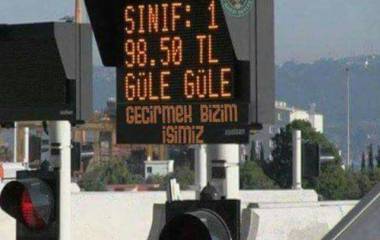 SINIF: 1
98.50 TL
GÜLE GÜLE
GEÇİRMEK BİZİM
İŞİMİZ